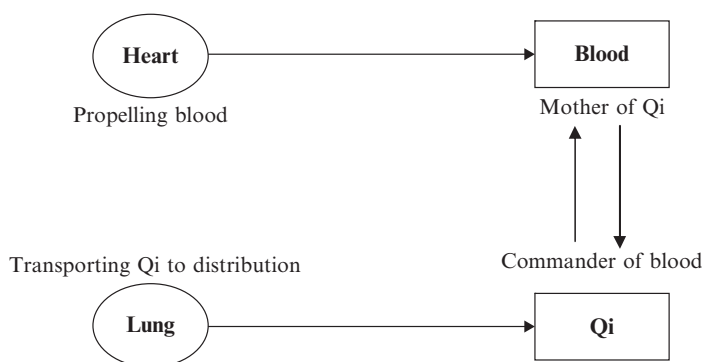 Heart
Blood
Propelling blood
Mother of Qi
Transporting Qi to distribution
Commander of blood
Lung
Qi